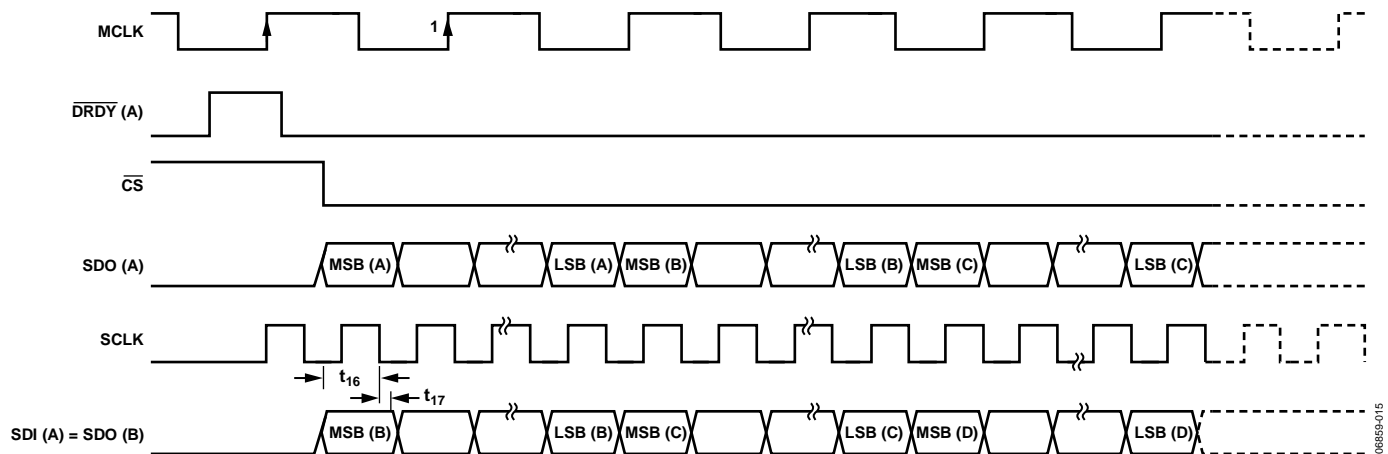 MCLK
1
DRDY (A)
CS
SDO (A) MSB (A) LSB (A) MSB (B) LSB (B) MSB (C) LSB (C)
SCLK
t16
t17
SDI (A) = SDO (B) MSB (B) LSB (B) MSB (C) LSB (C) MSB (D) LSB (D)
06859-015